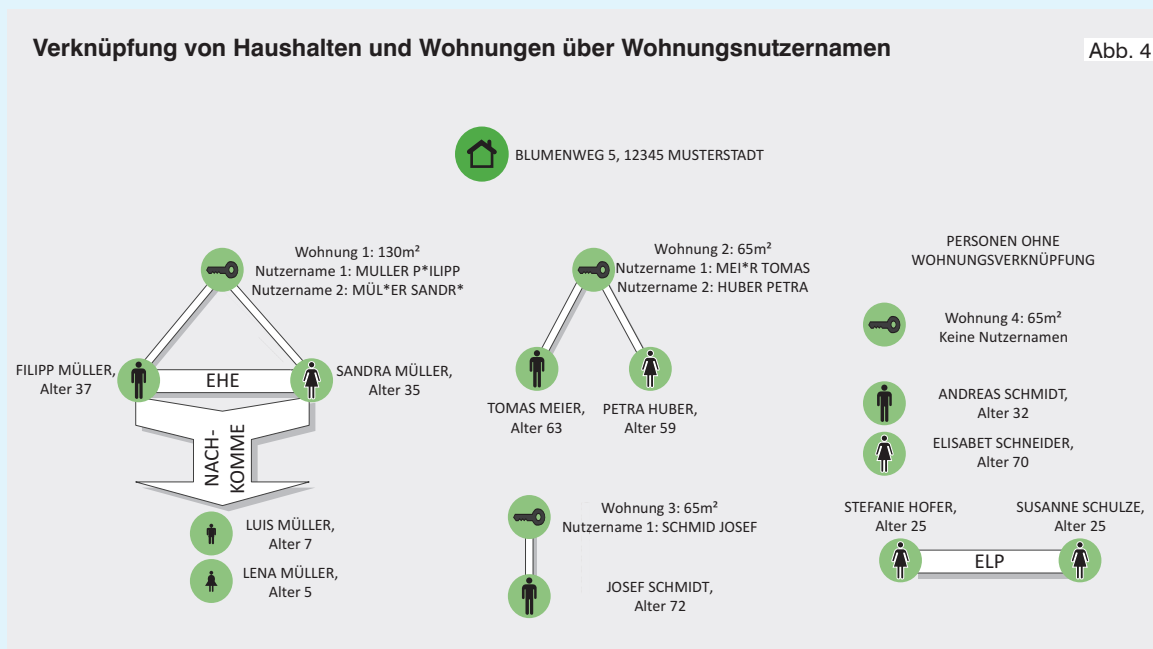 Verknüpfung von Haushalten und Wohnungen über Wohnungsnutzernamen
Abb. 4
BLUMENWEG 5, 12345 MUSTERSTADT
Wohnung 1: 130m²
Nutzername 1: MULLER P*ILIPP
Nutzername 2: MÜL*ER SANDR*
FILIPP MÜLLER,
Alter 37
EHE
SANDRA MÜLLER,
Alter 35
NACH-
KOMME
LUIS MÜLLER,
Alter 7
LENA MÜLLER,
Alter 5
Wohnung 2: 65m²
Nutzername 1: MEI*R TOMAS
Nutzername 2: HUBER PETRA
TOMAS MEIER,
Alter 63
PETRA HUBER,
Alter 59
Wohnung 3: 65m²
Nutzername 1: SCHMID JOSEF
JOSEF SCHMIDT,
Alter 72
PERSONEN OHNE
WOHNUNGSVERKNÜPFUNG
Wohnung 4: 65m²
Keine Nutzernamen
ANDREAS SCHMIDT,
Alter 32
ELISABET SCHNEIDER,
Alter 70
STEFANIE HOFER,
Alter 25
SUSANNE SCHULZE,
Alter 25
ELP